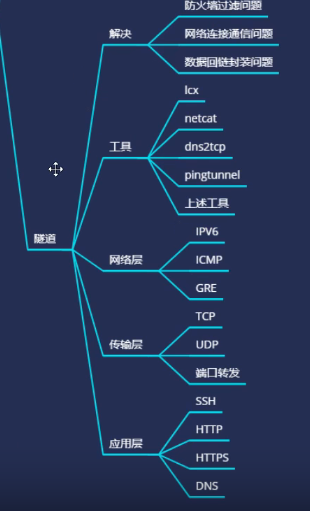 防火墙过滤问题
解决
网络连接通信问题
数据回链封装问题
lcx
netcat
工具
dns2tcp
pingtunnel
上述工具
隧道
IPV6
网络层
ICMP
GRE
TCP
传输层
UDP
端口转发
SSH
HTTP
应用层
HTTPS
DNS